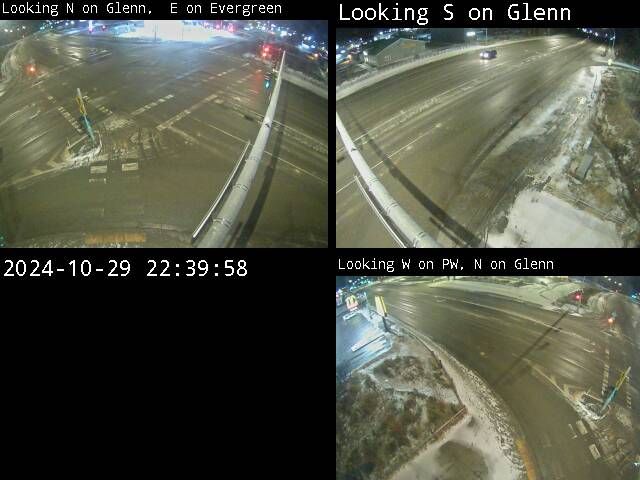 Looking N on Glenn,  E on Evergreen
Looking S on Glenn
2024-10-29 22:39:58
Looking W on PW, N on Glenn